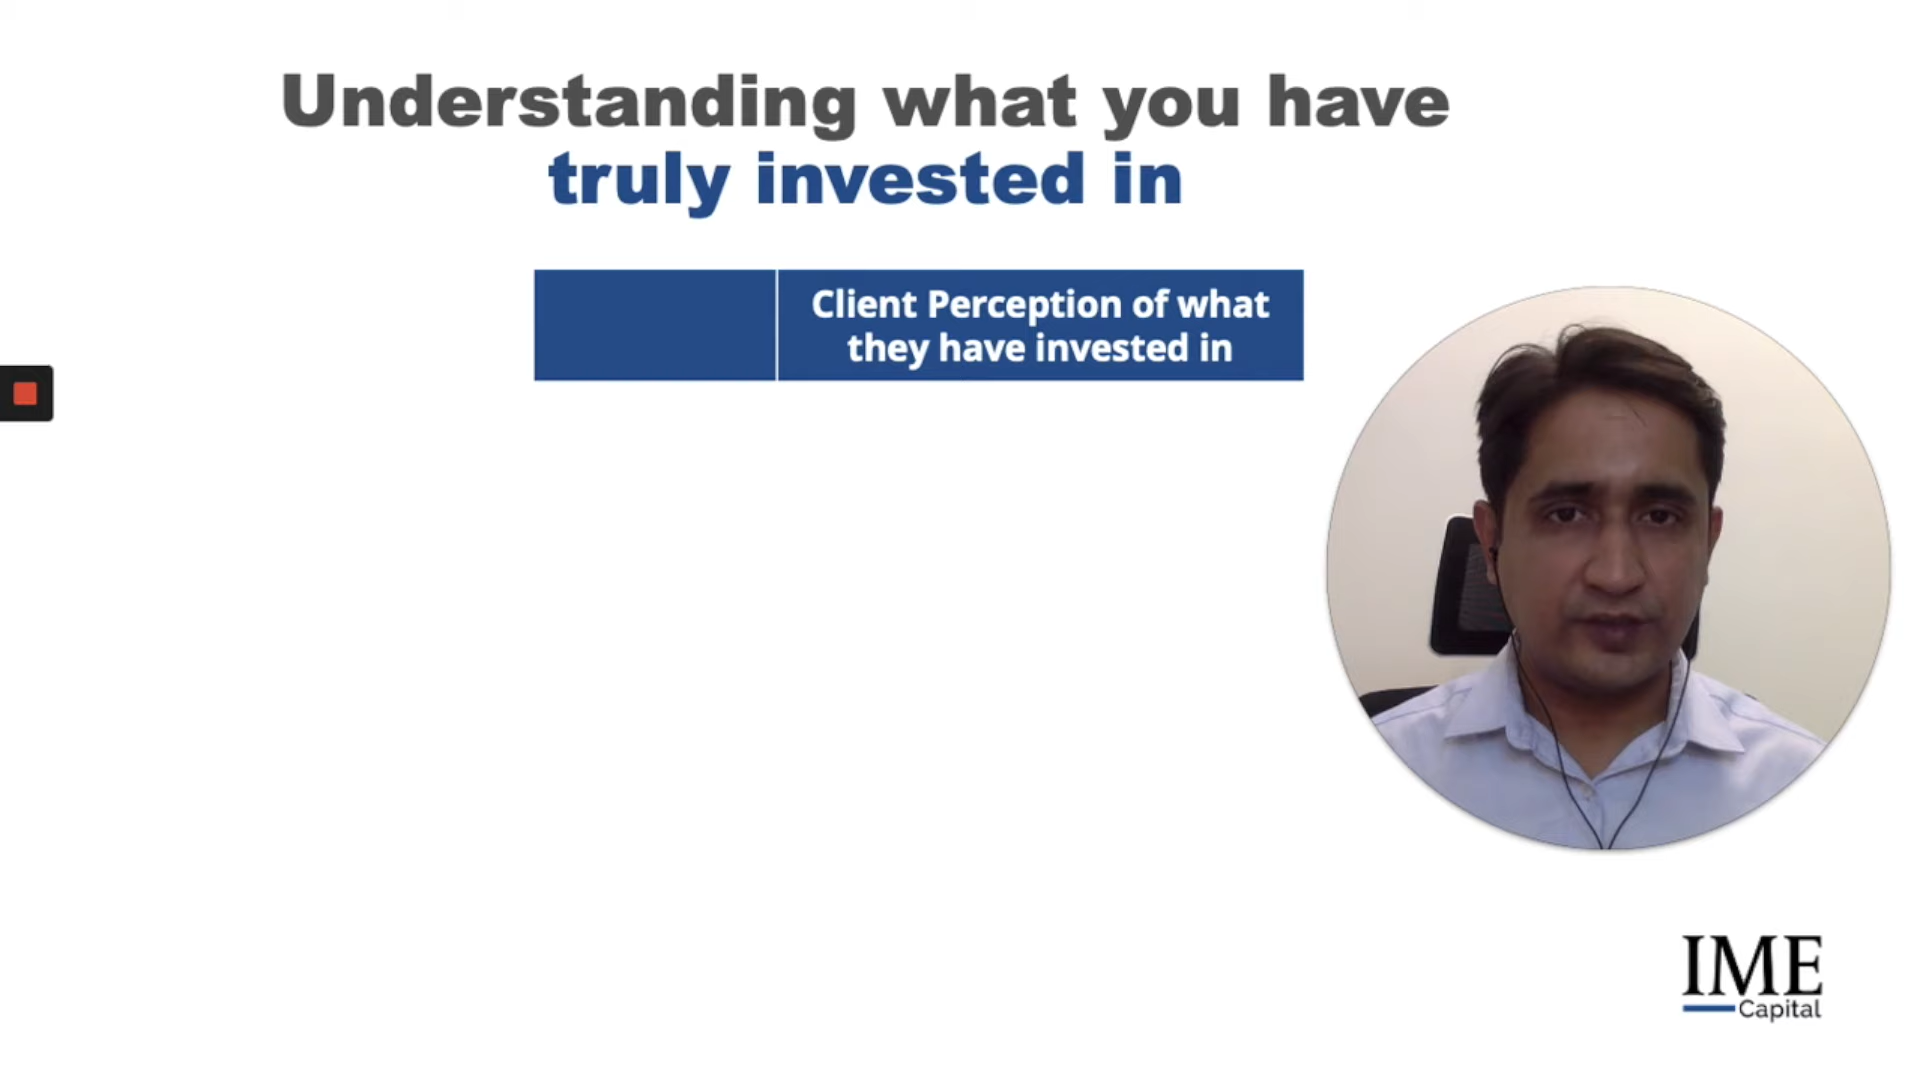 Understanding what you have
truly invested in
Client Perception of what
they have invested in
IME
Capital